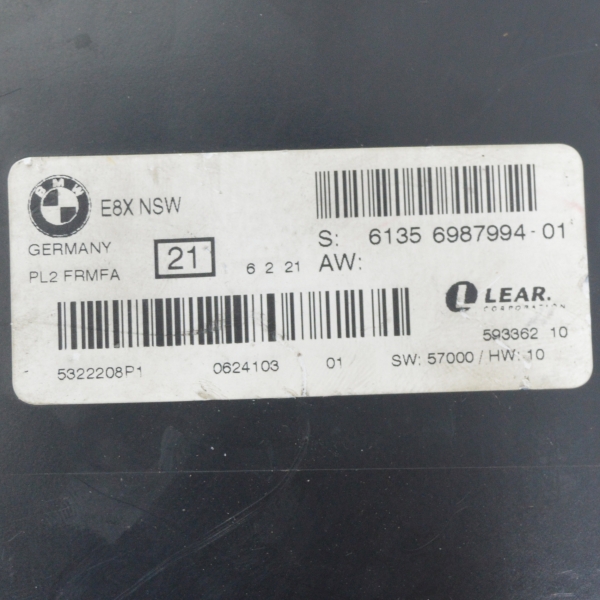 BMW
E8X NSW
GERMANY
PL2 FRMFA
21
6 2 21
S: 6135 6987994-01
AW:
LEAR.
CORPORATION
593362 10
5322208P1 0624103 01 SW: 57000 / HW: 10